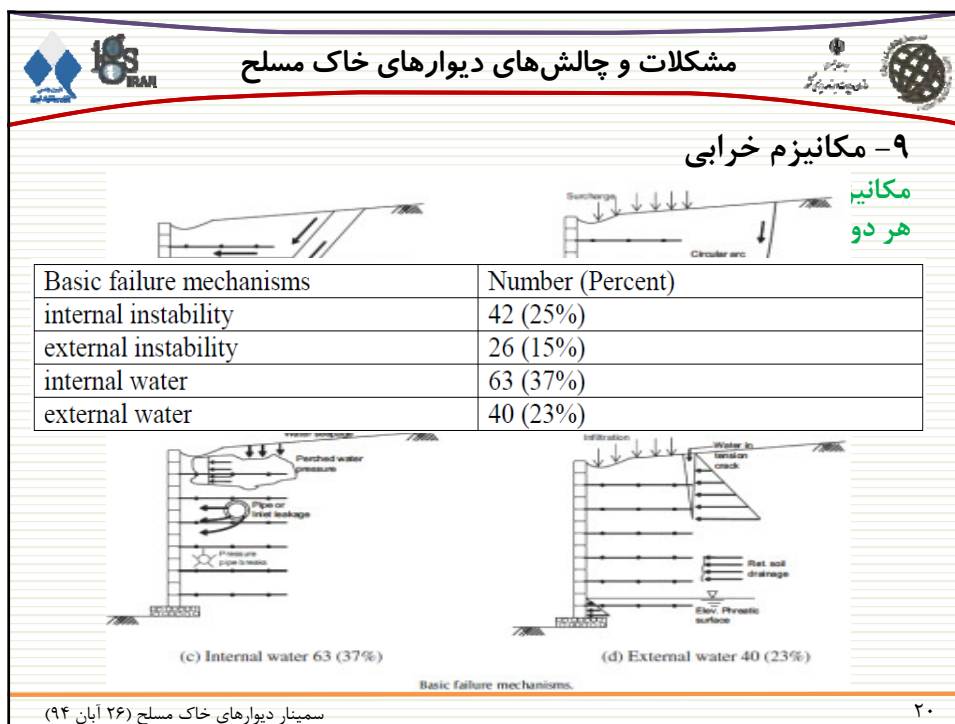 IGS
IRAN
مشکلات و چالش‌های دیوارهای خاک مسلح
۹- مکانیزم خرابی
هر دو
Surcharge
Circular arc
Basic failure mechanisms	Number (Percent)
internal instability	42 (25%)
external instability	26 (15%)
internal water	63 (37%)
external water	40 (23%)
Perched water
pressure
Pipe or
Inlet leakage
Pressure
pipe breaks
(c) Internal water 63 (37%)
Infiltration
Water in
tension
crack
Ret. soil
drainage
Elev. Phreatic
surface
(d) External water 40 (23%)
Basic failure mechanisms.
سمینار دیوارهای خاک مسلح (۲۶ آبان ۹۴)
۲۰